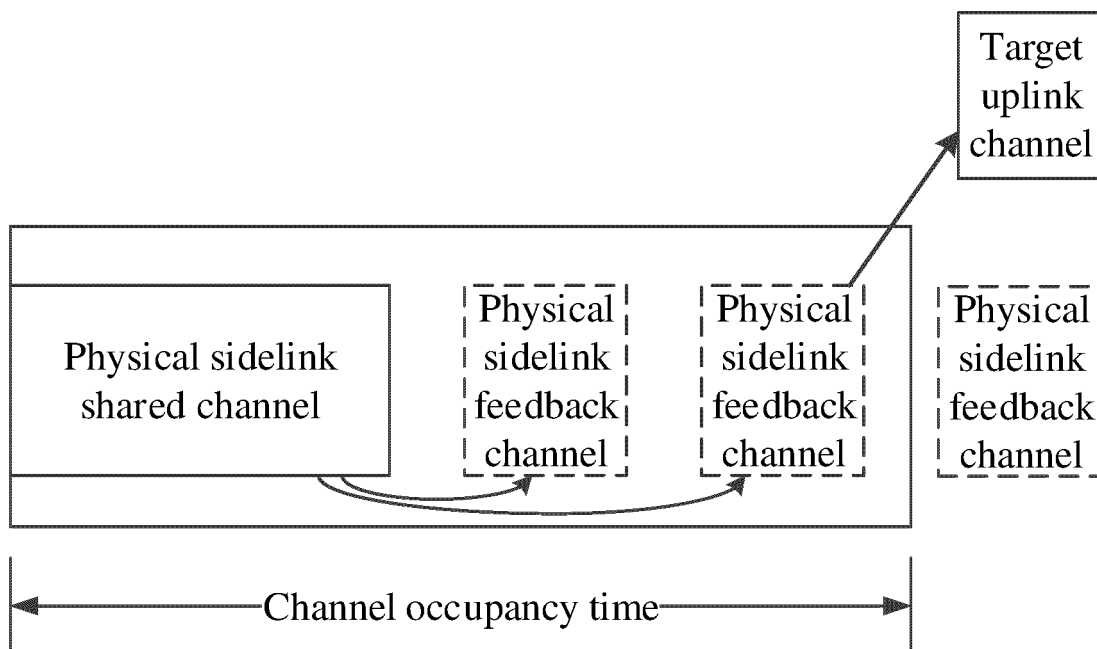 Target
uplink
channel
Physical sidelink
shared channel
Physical
sidelink
feedback
channel
Physical
sidelink
feedback
channel
Physical
sidelink
feedback
channel
Channel occupancy time